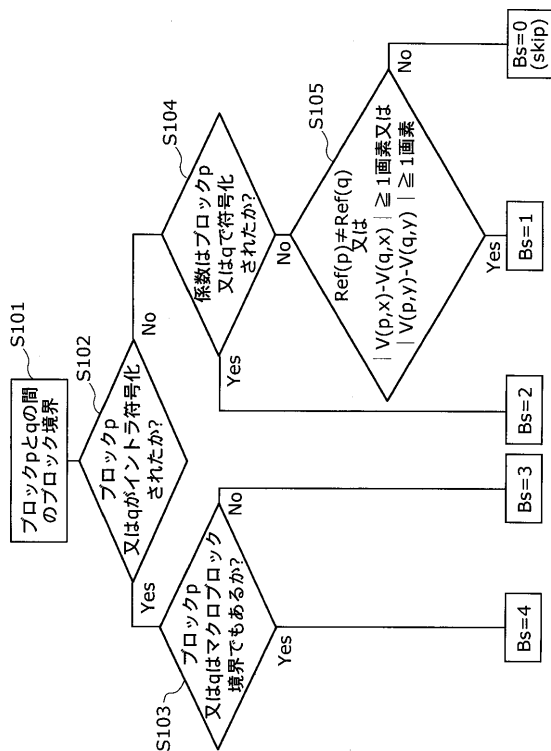 S101
ブロックpとqの間
のブロック境界
S102
ブロックp
又はqがイントラ符号化
されたか?
Yes
No
S103
ブロックp
又はqはマクロブロック
境界でもあるか?
Yes
No
S104
係数はブロックp
又はqで符号化
されたか?
Yes
No
S105
Ref(p)≠Ref(q)
又は
|V(p,x)-V(q,x)|≧1画素又は
|V(p,y)-V(q,y)|≧1画素
Yes
No
Bs=4
Bs=3
Bs=2
Bs=1
Bs=0
(skip)